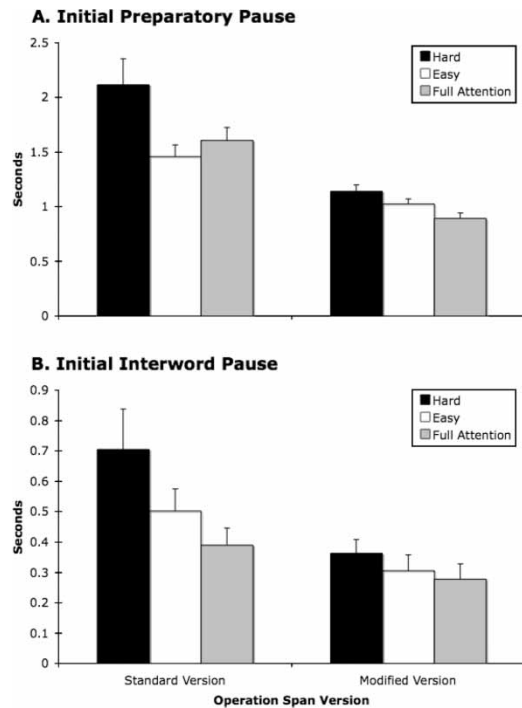 A. Initial Preparatory Pause
2.5
2
1.5
1
0.5
0
Seconds
Hard
Easy
Full Attention
B. Initial Interword Pause
0.9
0.8
0.7
0.6
0.5
0.4
0.3
0.2
0.1
0
Seconds
Hard
Easy
Full Attention
Standard Version
Modified Version
Operation Span Version